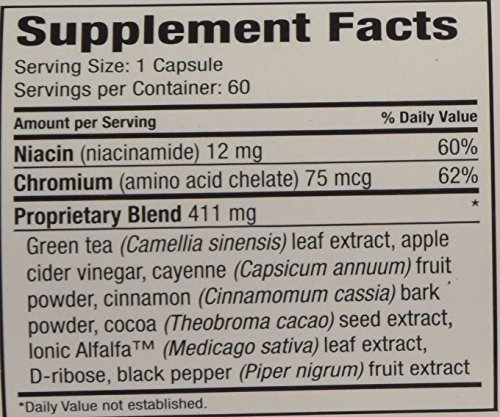 Supplement Facts
Serving Size: 1 Capsule
Servings per Container: 60
Amount per Serving % Daily Value
Niacin (niacinamide) 12 mg 60%
Chromium (amino acid chelate) 75 mcg 62%
Proprietary Blend 411 mg *
Green tea (Camellia sinensis) leaf extract, apple
cider vinegar, cayenne (Capsicum annuum) fruit
powder, cinnamon (Cinnamomum cassia) bark
powder, cocoa (Theobroma cacao) seed extract,
Ionic Alfalfa™ (Medicago sativa) leaf extract,
D-ribose, black pepper (Piper nigrum) fruit extract
*Daily Value not established.